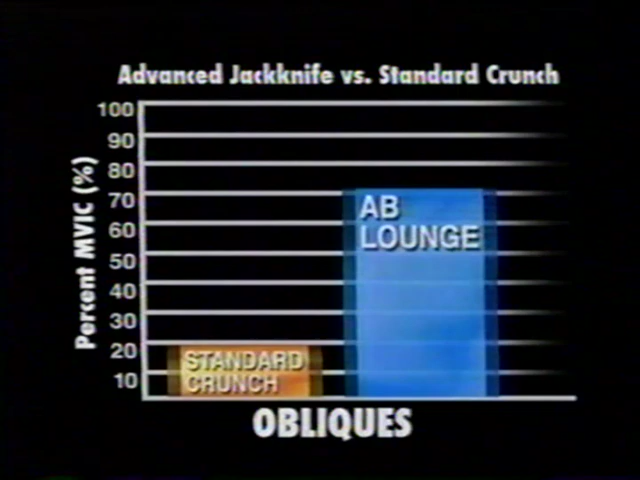 Advanced Jackknife vs. Standard Crunch
100
90
80
70
60
50
40
30
20
10
Percent MVIC (%)
AB
LOUNGE
STANDARD
CRUNCH
OBLIQUES